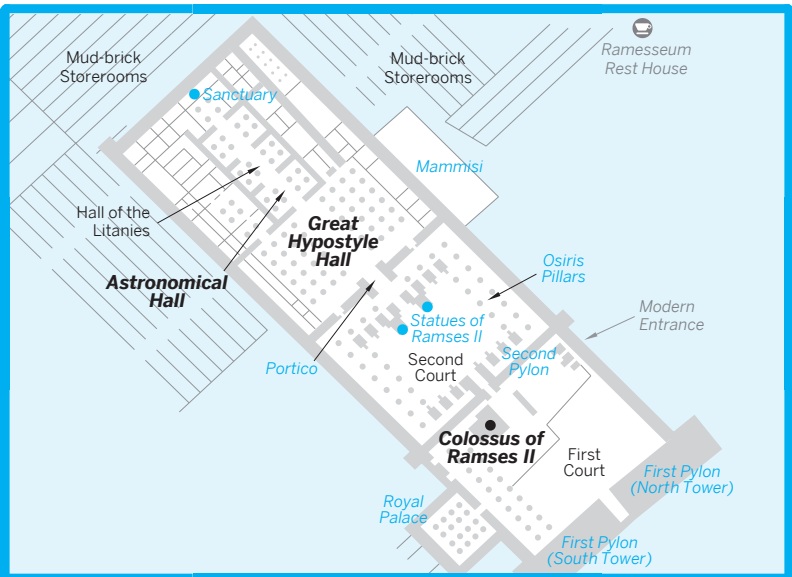 Mud-brick
Storerooms
Mud-brick
Storerooms
Ramesseum
Rest House
Sanctuary
Mammisi
Hall of the
Litanies
Great
Hypostyle
Hall
Astronomical
Hall
Osiris
Pillars
Modern
Entrance
Statues of
Ramses II
Portico
Second
Court
Second
Pylon
Colossus of
Ramses II
First
Court
First Pylon
(North Tower)
Royal
Palace
First Pylon
(South Tower)